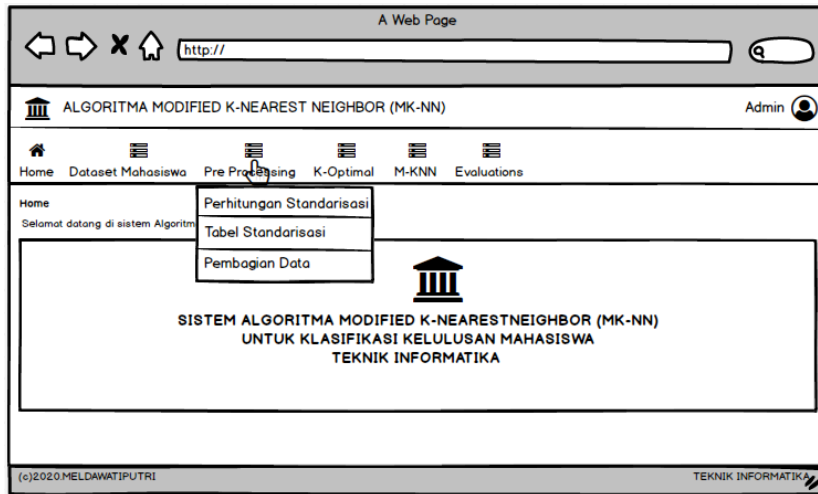 A Web Page
http://
ALGORITMA MODIFIED K-NEAREST NEIGHBOR (MK-NN)
Admin
Home Dataset Mahasiswa Pre Processing K-Optimal M-KNN Evaluations
Home
Selamat datang di sistem Algoritm
Perhitungan Standarisasi
Tabel Standarisasi
Pembagian Data
SISTEM ALGORITMA MODIFIED K-NEARESTNEIGHBOR (MK-NN)
UNTUK KLASIFIKASI KELULUSAN MAHASISWA
TEKNIK INFORMATIKA
(c)2020.MELDAWATIPUTRI
TEKNIK INFORMATIKA